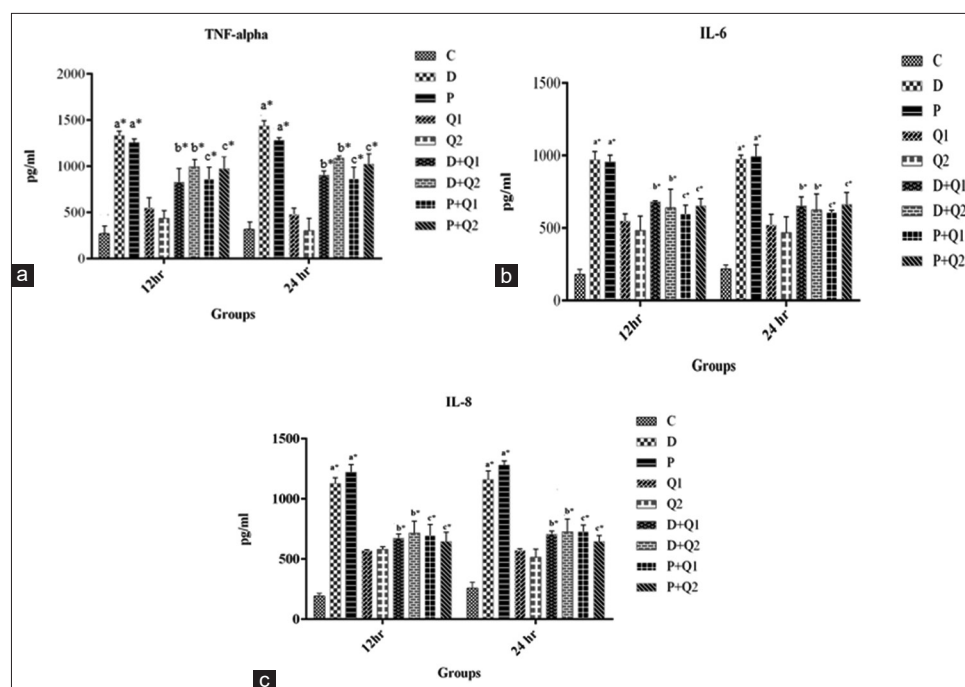 TNF-alpha
2000
1500
1000
500
0
pg/ml
a*
a*
b*
b*
c*
c*
a*
a*
b*
b*
c*
c*
12hr
24 hr
Groups
C
D
P
Q1
Q2
D+Q1
D+Q2
P+Q1
P+Q2
a
IL-6
1500
1000
500
0
pg/ml
a*
a*
b*
b*
c*
c*
a*
a*
b*
b*
c*
c*
12hr
24 hr
Groups
C
D
P
Q1
Q2
D+Q1
D+Q2
P+Q1
P+Q2
b
IL-8
1500
1000
500
0
pg/ml
a*
a*
b*
b*
c*
c*
a*
a*
b*
b*
c*
c*
12hr
24 hr
Groups
C
D
P
Q1
Q2
D+Q1
D+Q2
P+Q1
P+Q2
c